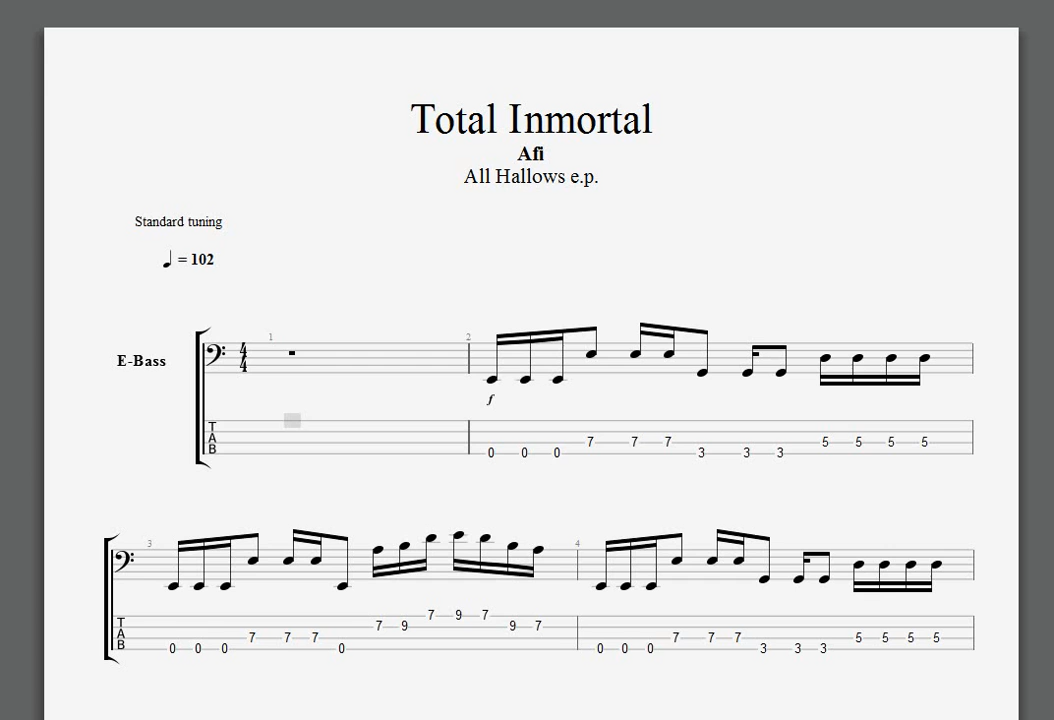 Total Inmortal
Afi
All Hallows e.p.
Standard tuning
= 102
1 2
E-Bass 4 4
f
T A B
7 7 7 5 5 5 5
0 0 0 3 3 3
3 4
T A B
7 9 7
7 9 9 7
7 7 7 7 7 7 5 5 5 5
0 0 0 0 0 0 0 3 3 3